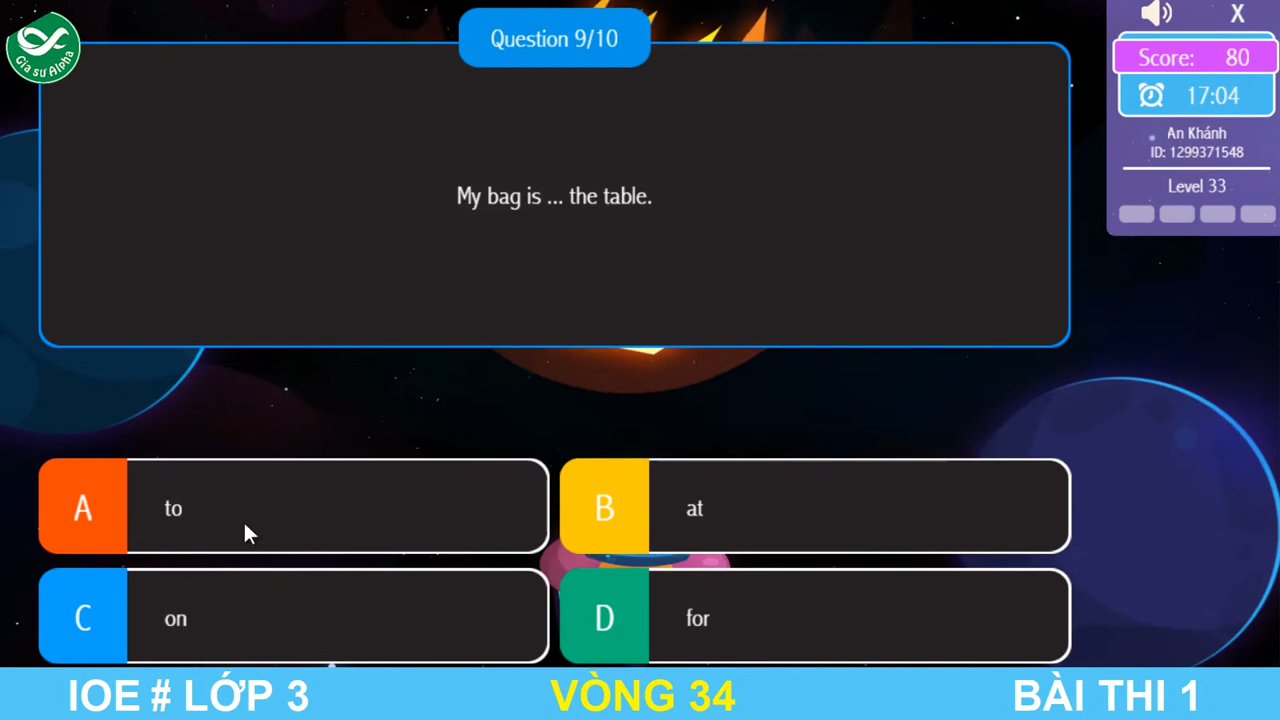 Gia sư Alpha
Question 9/10
X
Score: 80
17:04
An Khánh
ID: 1299371548
Level 33
My bag is ... the table.
A to
B at
C on
D for
IOE # LỚP 3 VÒNG 34 BÀI THI 1